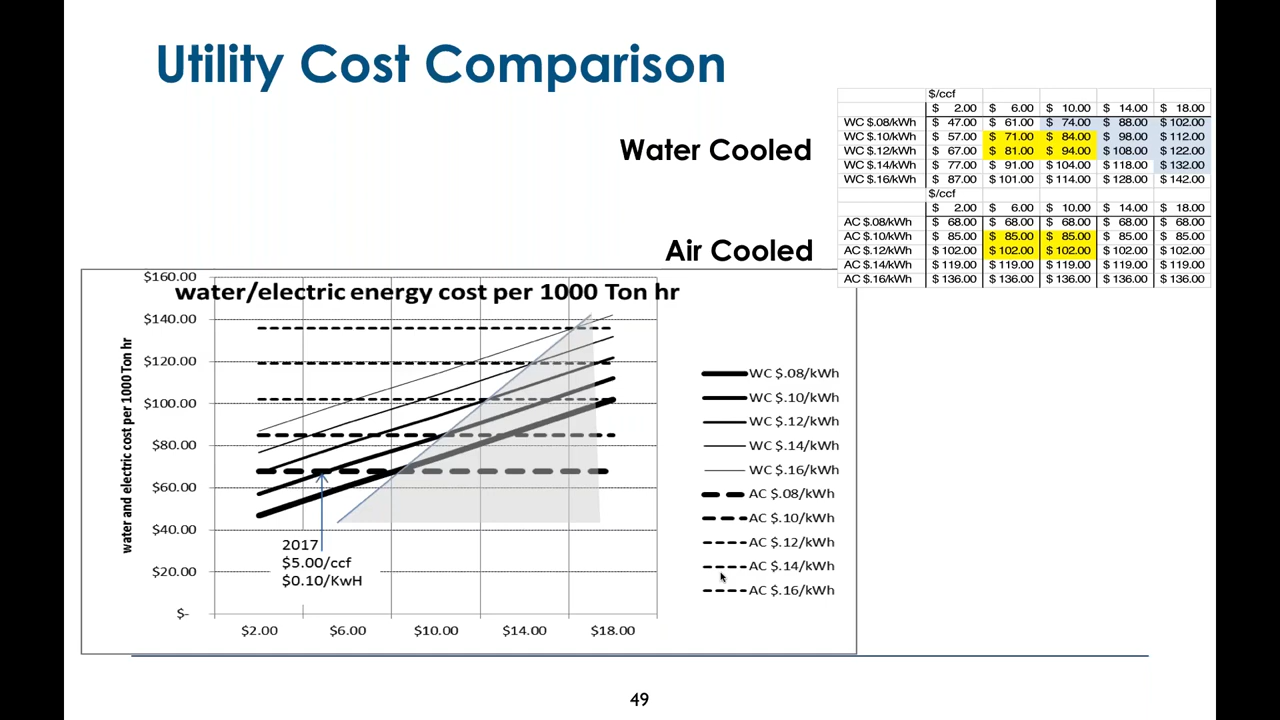 Utility Cost Comparison
$/ccf
$ 2.00 $ 6.00 $ 10.00 $ 14.00 $ 18.00
WC $.08/kWh $ 47.00 $ 61.00 $ 74.00 $ 88.00 $ 102.00
WC $.10/kWh $ 57.00 $ 71.00 $ 84.00 $ 98.00 $ 112.00
Water Cooled
WC $.12/kWh $ 67.00 $ 81.00 $ 94.00 $ 108.00 $ 122.00
WC $.14/kWh $ 77.00 $ 91.00 $ 104.00 $ 118.00 $ 132.00
WC $.16/kWh $ 87.00 $ 101.00 $ 114.00 $ 128.00 $ 142.00
$/ccf
$ 2.00 $ 6.00 $ 10.00 $ 14.00 $ 18.00
AC $.08/kWh $ 68.00 $ 68.00 $ 68.00 $ 68.00 $ 68.00
AC $.10/kWh $ 85.00 $ 85.00 $ 85.00 $ 85.00 $ 85.00
Air Cooled
AC $.12/kWh $ 102.00 $ 102.00 $ 102.00 $ 102.00 $ 102.00
AC $.14/kWh $ 119.00 $ 119.00 $ 119.00 $ 119.00 $ 119.00
AC $.16/kWh $ 136.00 $ 136.00 $ 136.00 $ 136.00 $ 136.00
water/electric energy cost per 1000 Ton hr
water and electric cost per 1000 Ton hr
$160.00
$140.00
$120.00
$100.00
$80.00
$60.00
$40.00
$20.00
$-
$2.00 $6.00 $10.00 $14.00 $18.00
2017
$5.00/ccf
$0.10/KwH
WC $.08/kWh
WC $.10/kWh
WC $.12/kWh
WC $.14/kWh
WC $.16/kWh
AC $.08/kWh
AC $.10/kWh
AC $.12/kWh
AC $.14/kWh
AC $.16/kWh
49